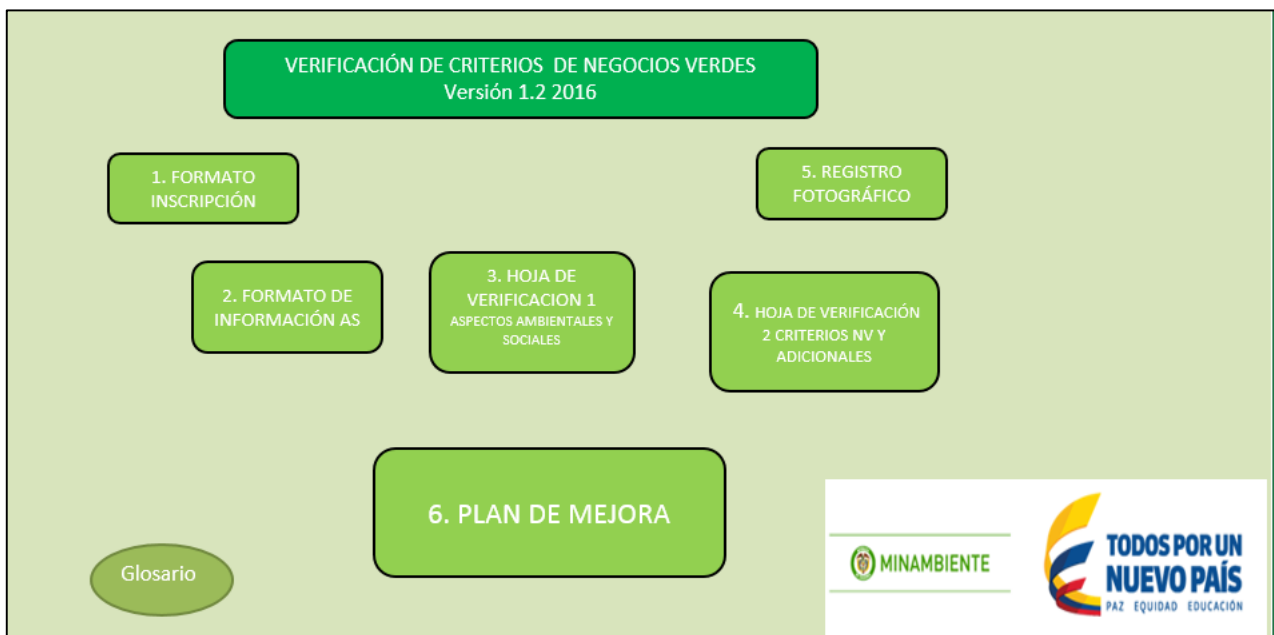 VERIFICACIÓN DE CRITERIOS DE NEGOCIOS VERDES
Versión 1.2 2016
1. FORMATO
INSCRIPCIÓN
5. REGISTRO
FOTOGRÁFICO
2. FORMATO DE
INFORMACIÓN AS
3. HOJA DE
VERIFICACION 1
ASPECTOS AMBIENTALES Y
SOCIALES
4. HOJA DE VERIFICACIÓN
2 CRITERIOS NV Y
ADICIONALES
6. PLAN DE MEJORA
Glosario
MINAMBIENTE
TODOS POR UN
NUEVO PAÍS
PAZ EQUIDAD EDUCACIÓN